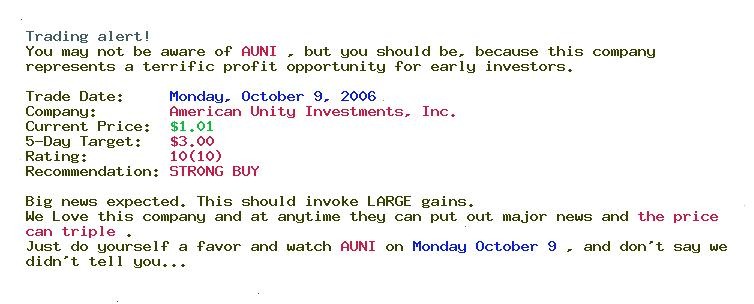 Trading alert!
You may not be aware of AUNI , but you should be, because this company
represents a terrific profit opportunity for early investors.
Trade Date: Monday, October 9, 2006
Company: American Unity Investments, Inc.
Current Price: $1.01
5-Day Target: $3.00
Rating: 10(10)
Recommendation: STRONG BUY
Big news expected. This should invoke LARGE gains.
We Love this company and at anytime they can put out major news and the price
can triple .
Just do yourself a favor and watch AUNI on Monday October 9 , and don't say we
didn't tell you...